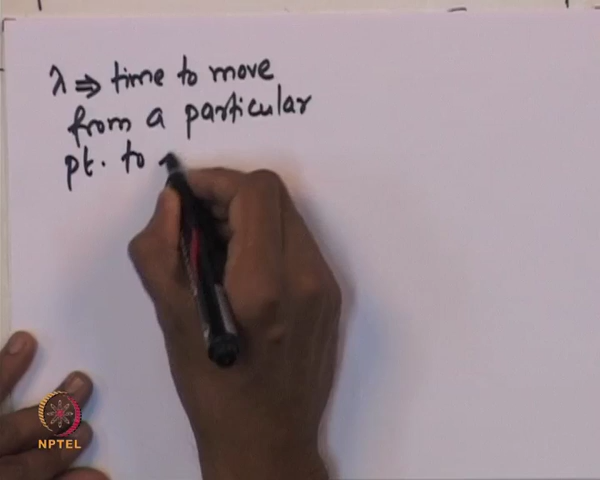 λ ⇒ time to move
from a particular
pt. to
NPTEL